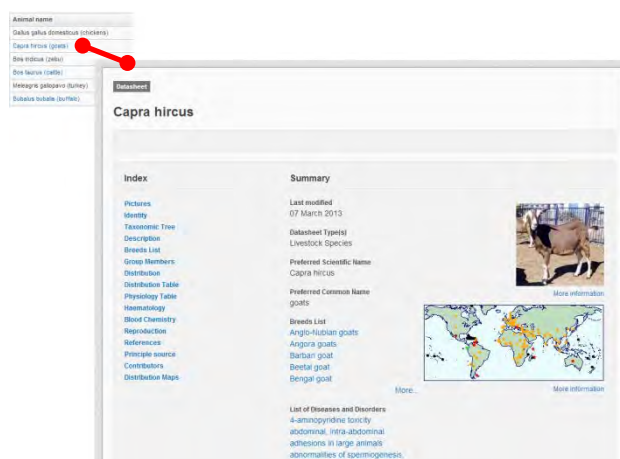 Animal name
Gallus gallus domesticus (chickens)
Capra hircus (goats)
Bos indicus (zebu)
Bos taurus (cattle)
Meleagris gallopavo (turkey)
Bubalus bubalis (buffalo)
Datasheet
Capra hircus
Index
Pictures
Identity
Taxonomic Tree
Description
Breeds List
Group Members
Distribution
Distribution Table
Physiology Table
Haematology
Blood Chemistry
Reproduction
References
Principle source
Contributors
Distribution Maps
Summary
Last modified
07 March 2013
Datasheet Type(s)
Livestock Species
Preferred Scientific Name
Capra hircus
Preferred Common Name
goats
Breeds List
Anglo-Nubian goats
Angora goats
Barbari goat
Beetal goat
Bengal goat
More...
List of Diseases and Disorders
4-aminopyridine toxicity
abdominal, intra-abdominal
adhesions in large animals
abnormalities of spermiogenesis,
More information
More information